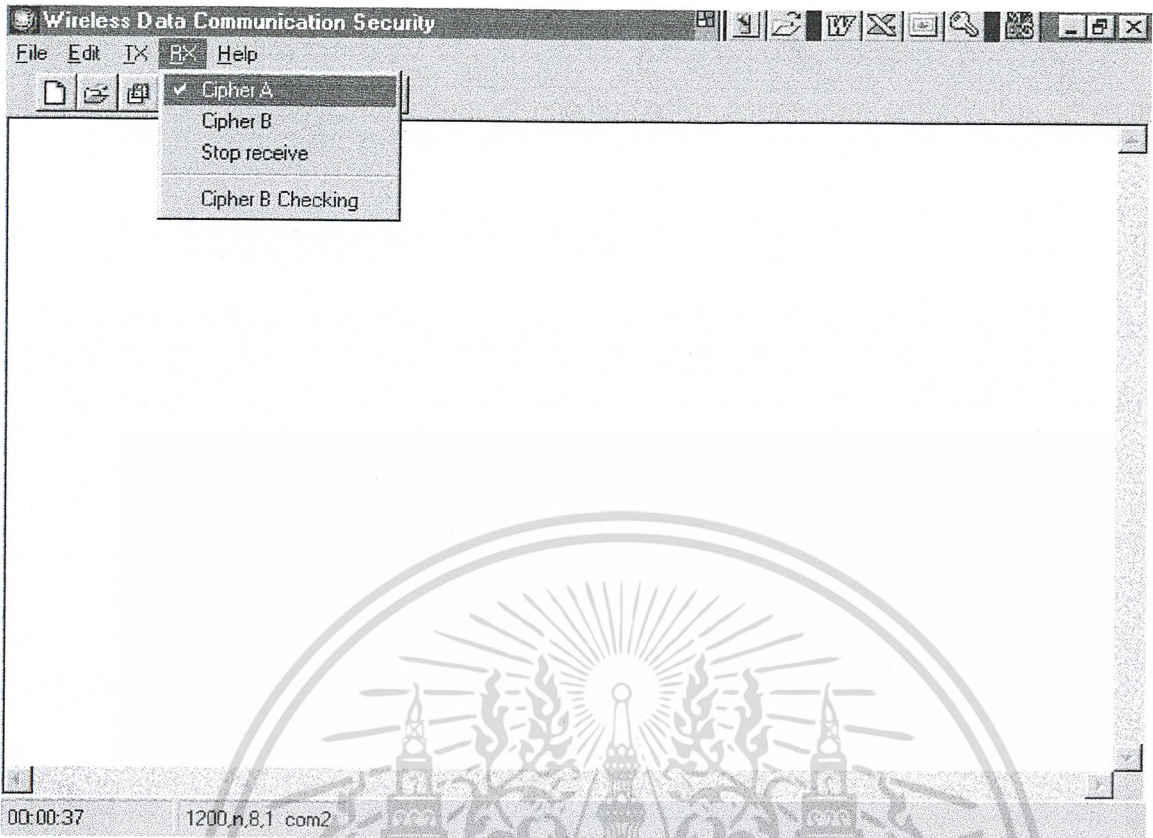 Wireless Data Communication Security
File Edit TX RX Help
✓ Cipher A
Cipher B
Stop receive
Cipher B Checking
00:00:37 1200,n,8,1 com2